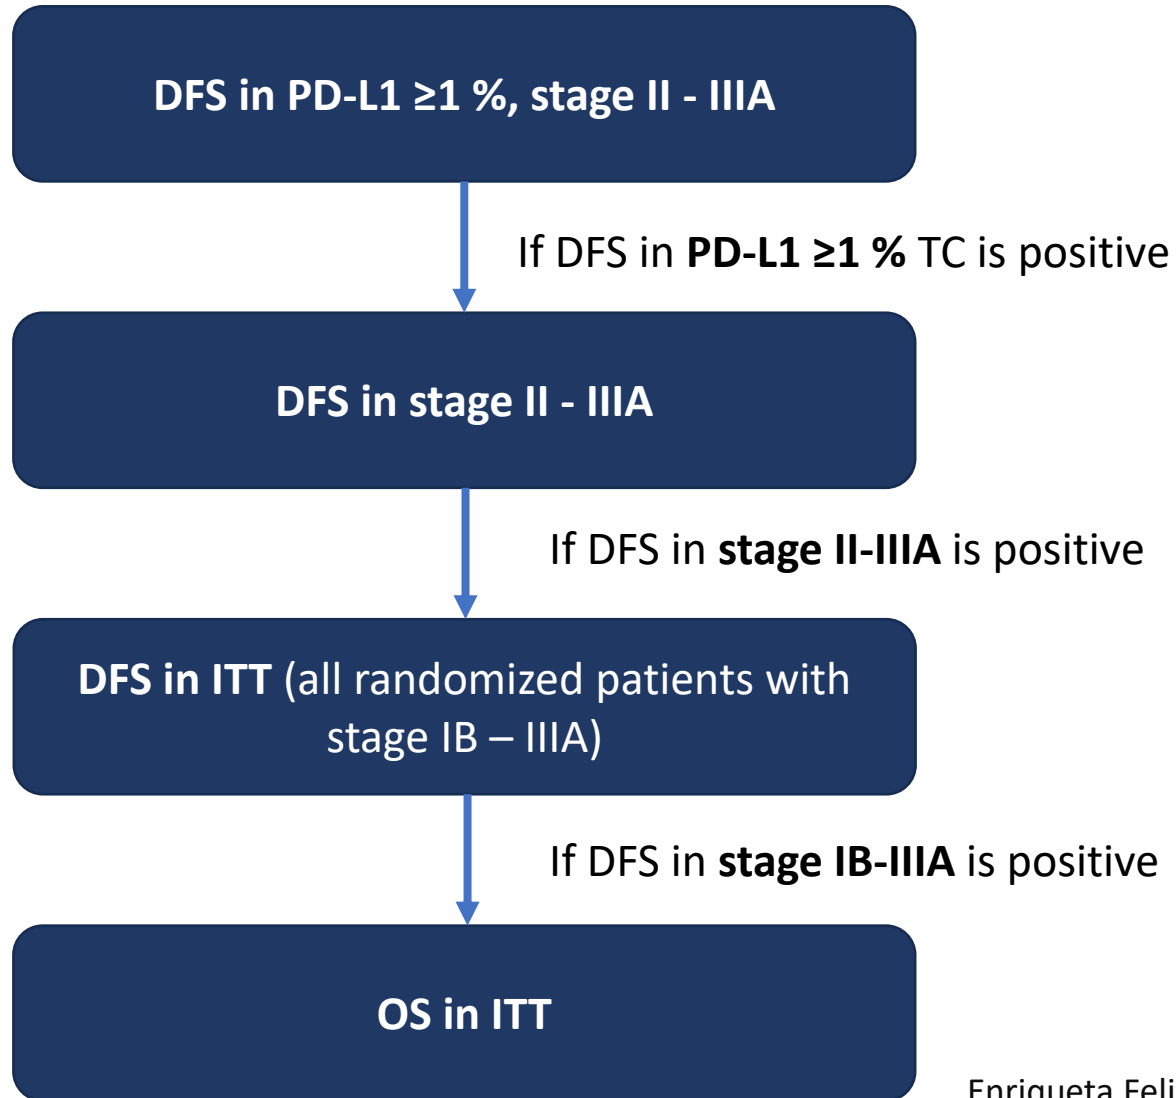 DFS in PD-L1 ≥1 %, stage II - IIIA
If DFS in PD-L1 ≥1 % TC is positive
DFS in stage II - IIIA
If DFS in stage II-IIIA is positive
DFS in ITT (all randomized patients with
stage IB – IIIA)
If DFS in stage IB-IIIA is positive
OS in ITT
Enriqueta